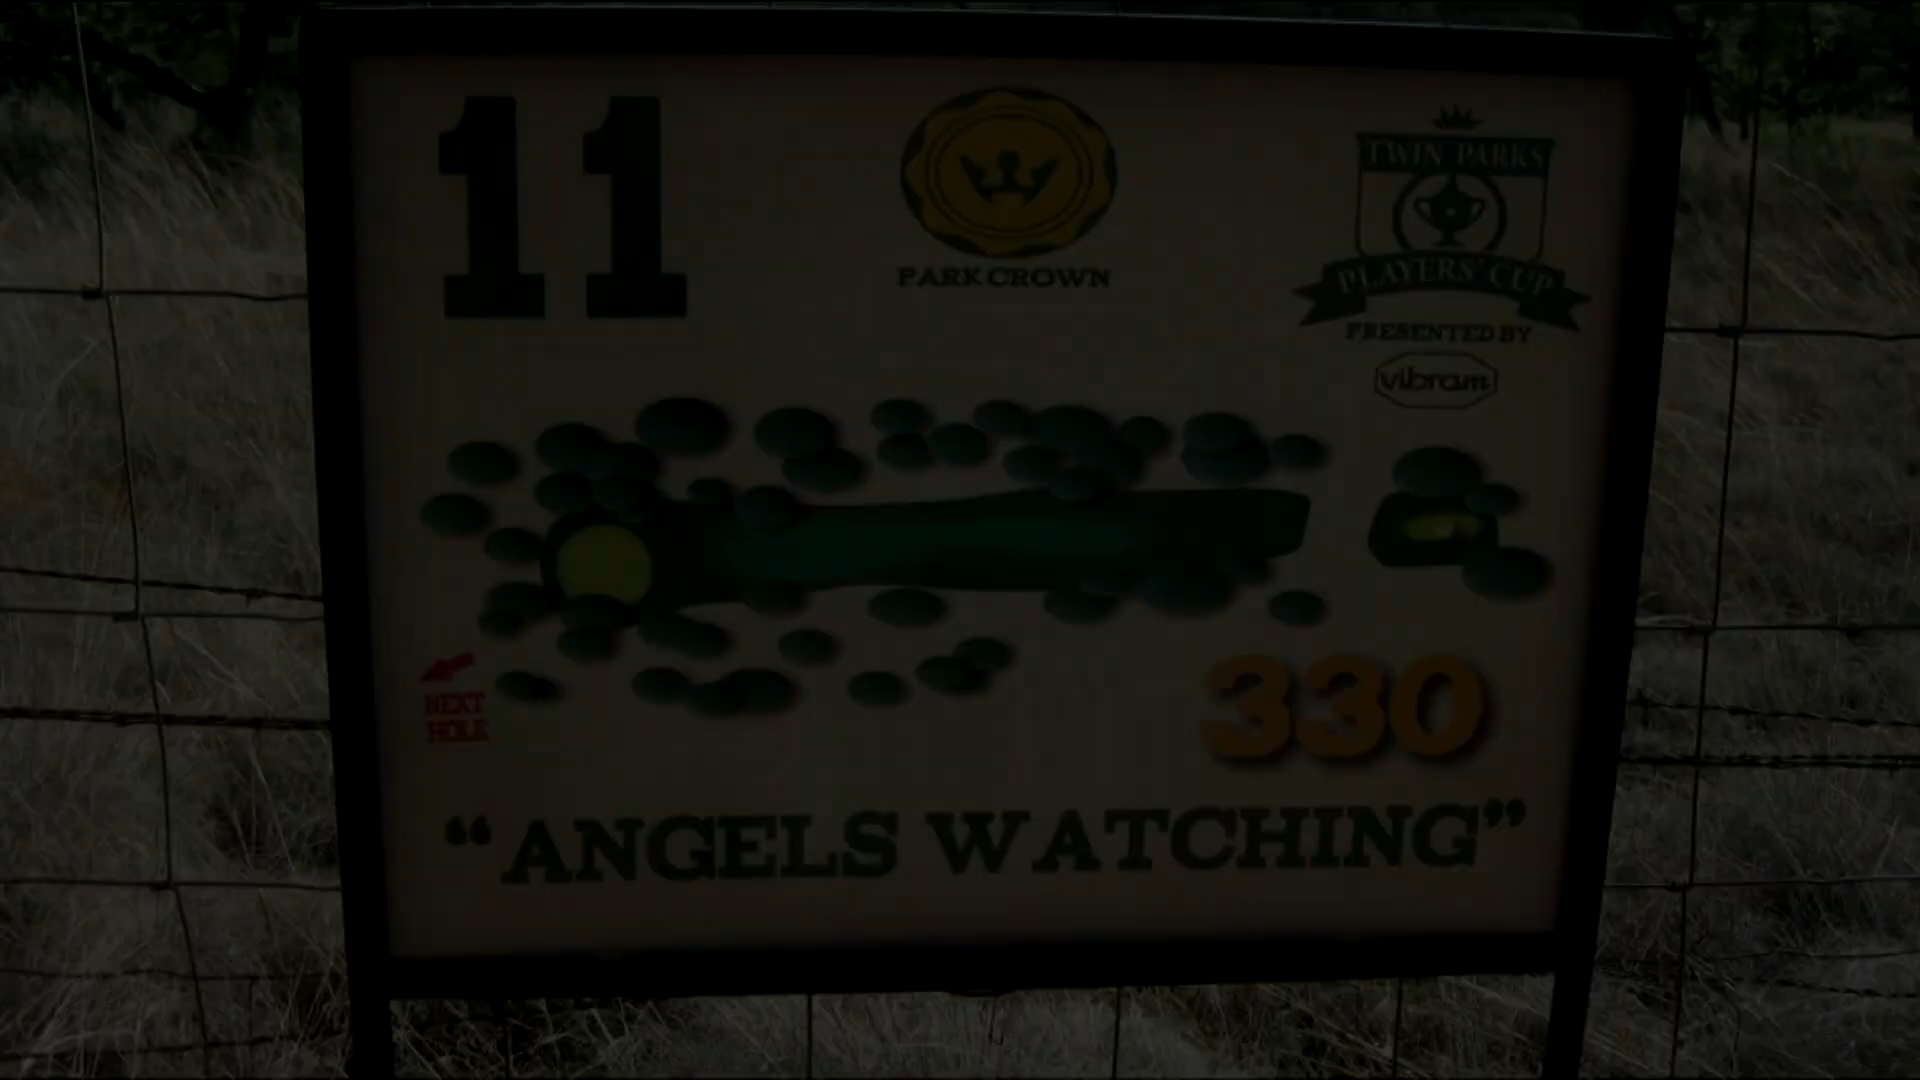 11
PARK CROWN
TWIN PARKS
PLAYERS' CUP
PRESENTED BY
vibram
NEXT
HOLE
330
“ANGELS WATCHING”